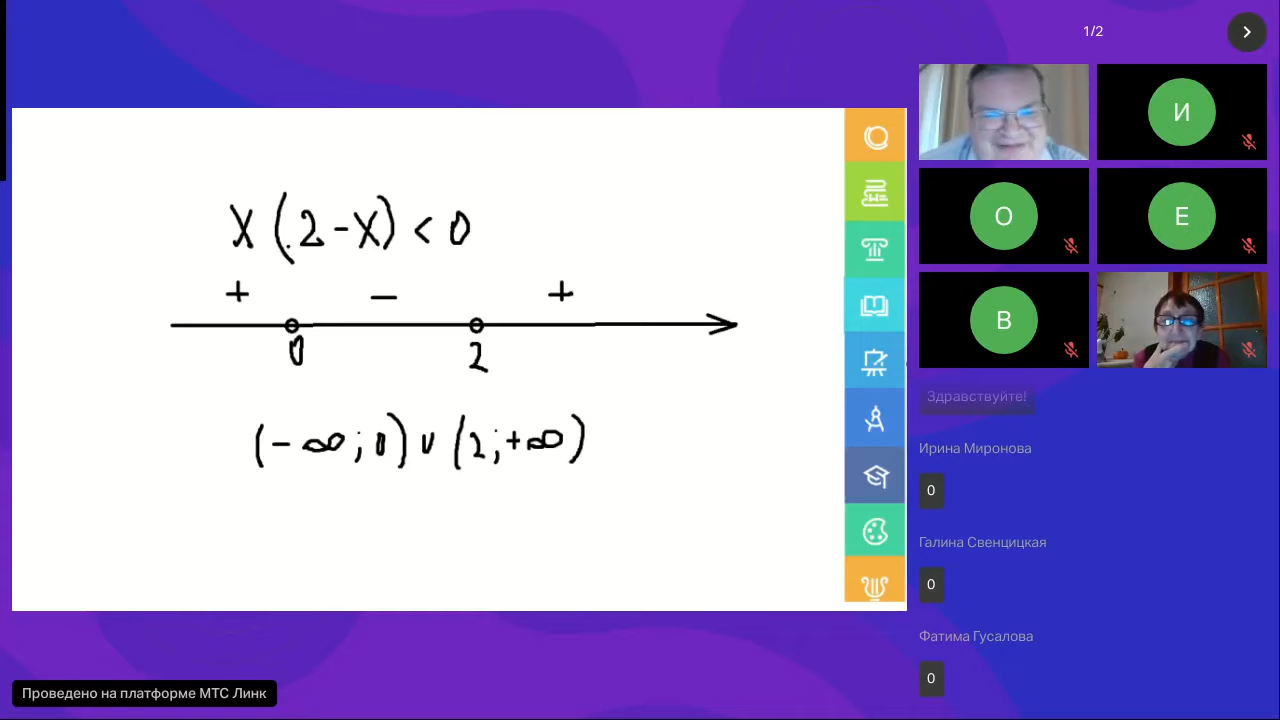 1/2
И
О
Е
В
x(2-x)<0
+ − +
0 2
(-∞;0)∪(2;+∞)
Здравствуйте!
Ирина Миронова
0
Галина Свенцицкая
0
Фатима Гусалова
0
Проведено на платформе МТС Линк